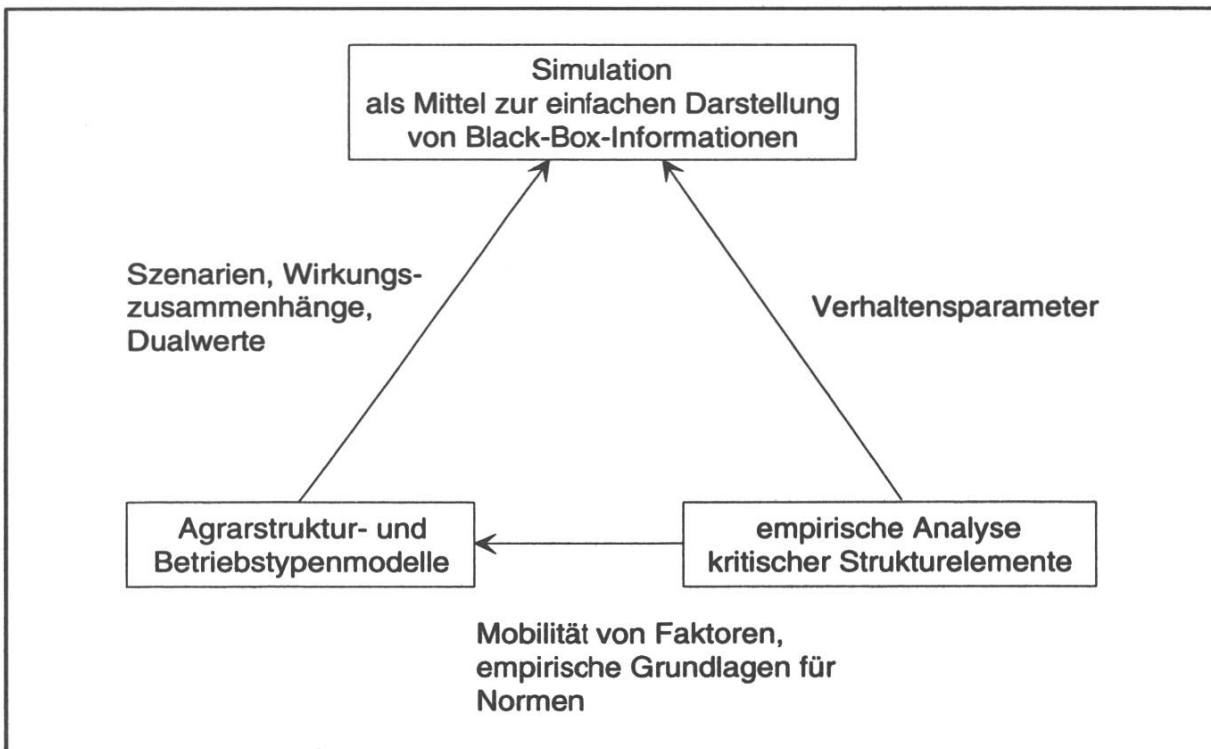 Simulation
als Mittel zur einfachen Darstellung
von Black-Box-Informationen
Szenarien, Wirkungs-
zusammenhänge,
Dualwerte
Verhaltensparameter
Agrarstruktur- und
Betriebstypenmodelle
empirische Analyse
kritischer Strukturelemente
Mobilität von Faktoren,
empirische Grundlagen für
Normen